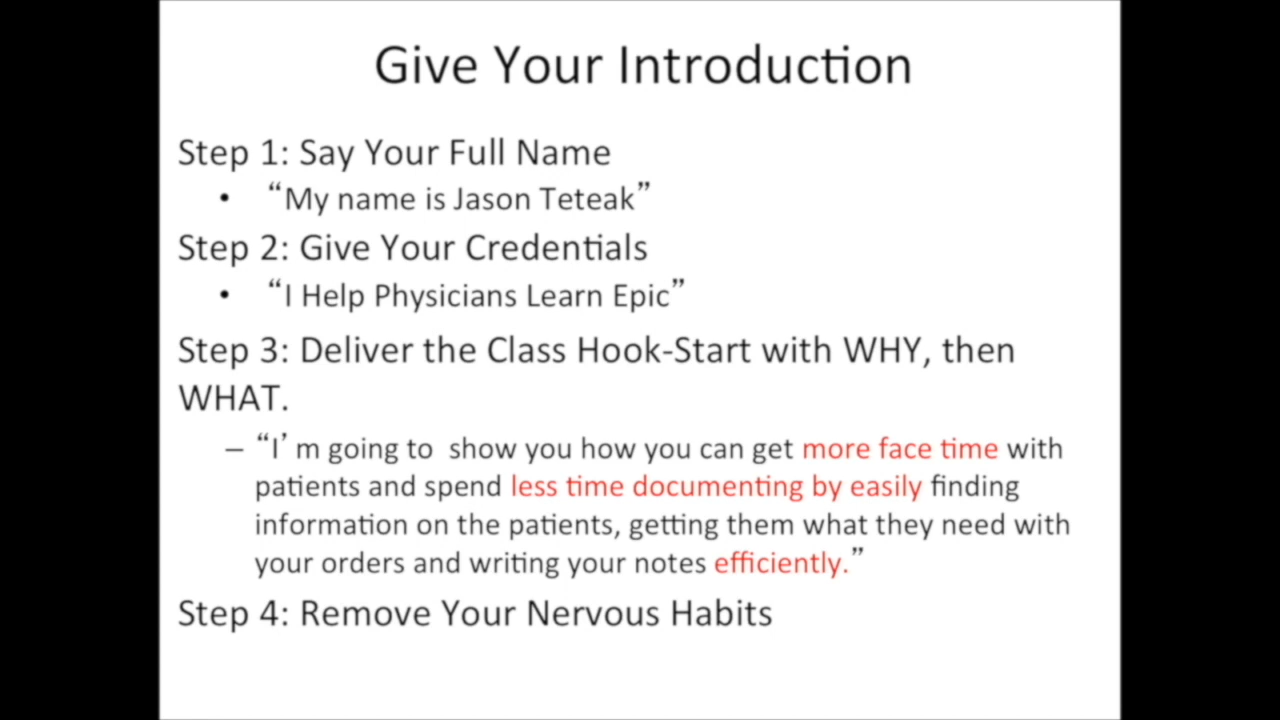 Give Your Introduction
Step 1: Say Your Full Name
• “My name is Jason Teteak”
Step 2: Give Your Credentials
• “I Help Physicians Learn Epic”
Step 3: Deliver the Class Hook-Start with WHY, then
WHAT.
– “I’m going to show you how you can get more face time with
patients and spend less time documenting by easily finding
information on the patients, getting them what they need with
your orders and writing your notes efficiently.”
Step 4: Remove Your Nervous Habits